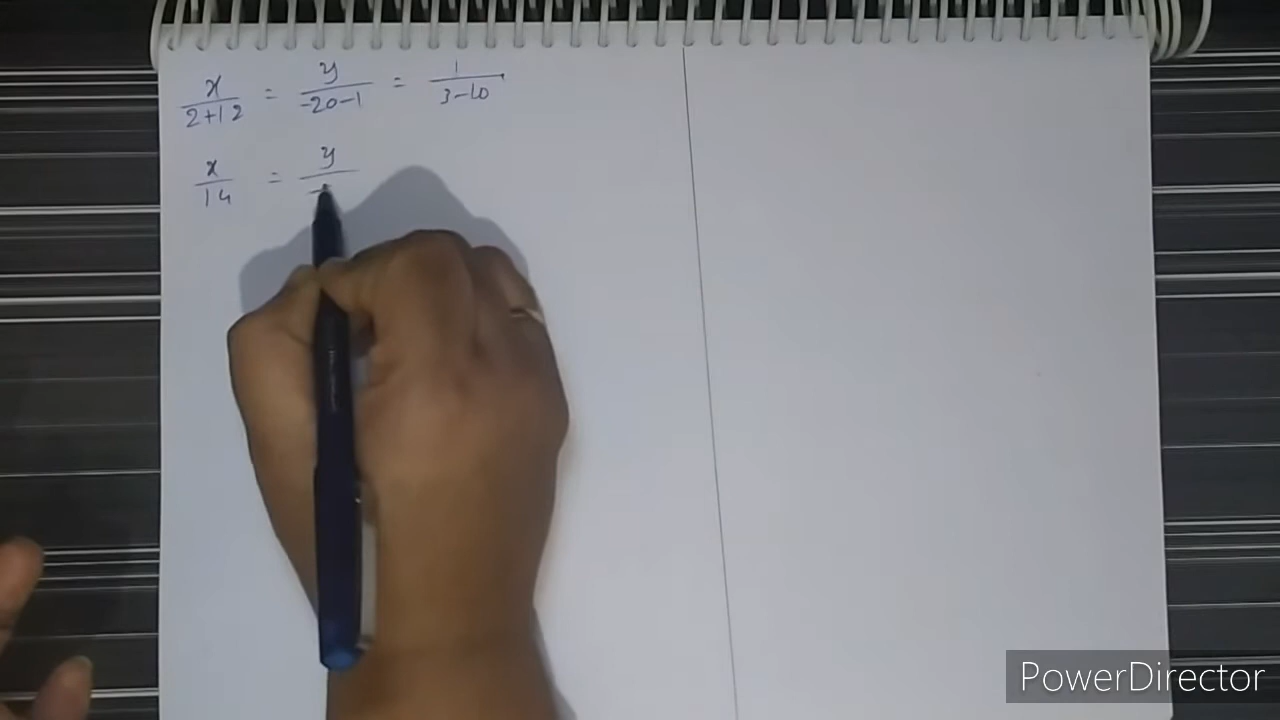 x/2+12 = y/-20-1 = 1/3-10
x/14 = y/-
PowerDirector